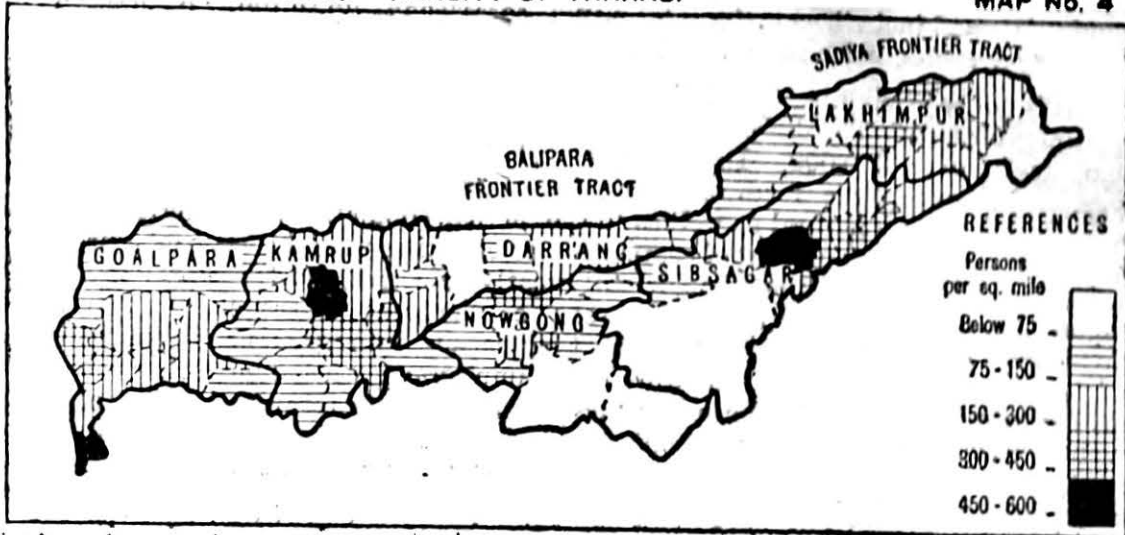 MAP No. 4
SADIYA FRONTIER TRACT
LAKHIMPUR
BALIPARA
FRONTIER TRACT
GOALPARA
KAMRUP
DARRANG
SIBSAGAR
NOWGONG
REFERENCES
Persons
per sq. mile
Below 75
75-150
150-300
300-450
450-600